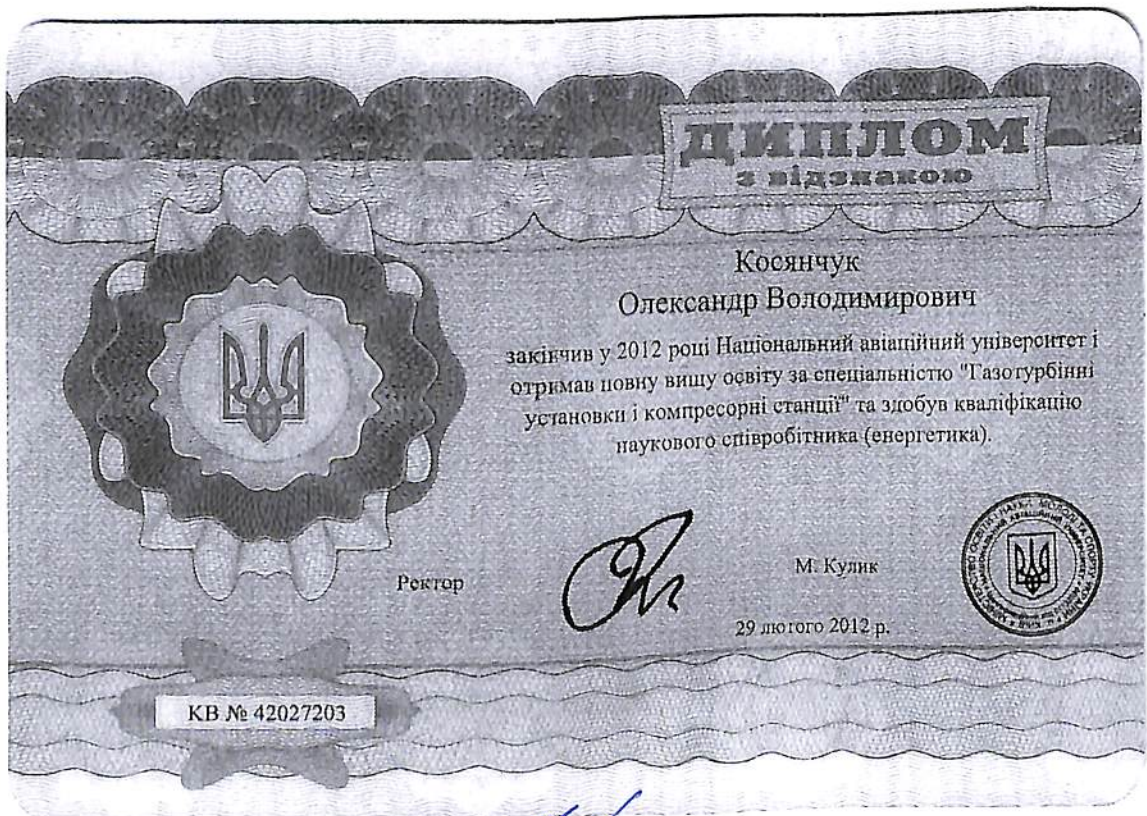 ДИПЛОМ
з відзнакою
Косянчук
Олександр Володимирович
закінчив у 2012 році Національний авіаційний університет і
отримав повну вищу освіту за спеціальністю "Газотурбінні
установки і компресорні станції" та здобув кваліфікацію
наукового співробітника (енергетика).
Ректор
М. Кулик
29 лютого 2012 р.
КВ № 42027203